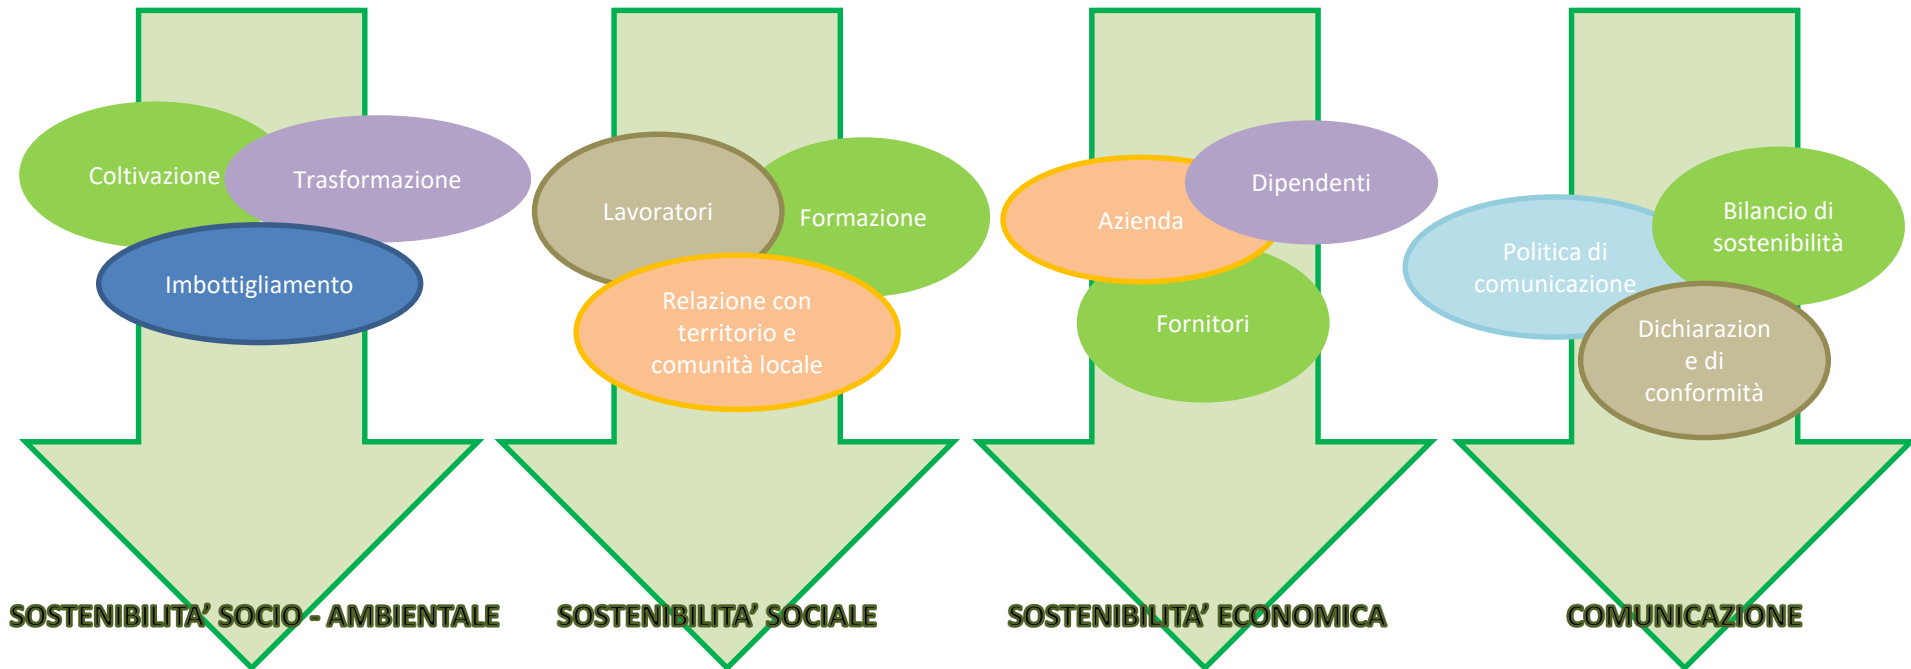 Coltivazione
Trasformazione
Imbottigliamento
Lavoratori
Formazione
Relazione con
territorio e
comunità locale
Azienda
Dipendenti
Fornitori
Politica di
comunicazione
Bilancio di
sostenibilità
Dichiarazion
e di
conformità
SOSTENIBILITA’ SOCIO - AMBIENTALE
SOSTENIBILITA’ SOCIALE
SOSTENIBILITA’ ECONOMICA
COMUNICAZIONE